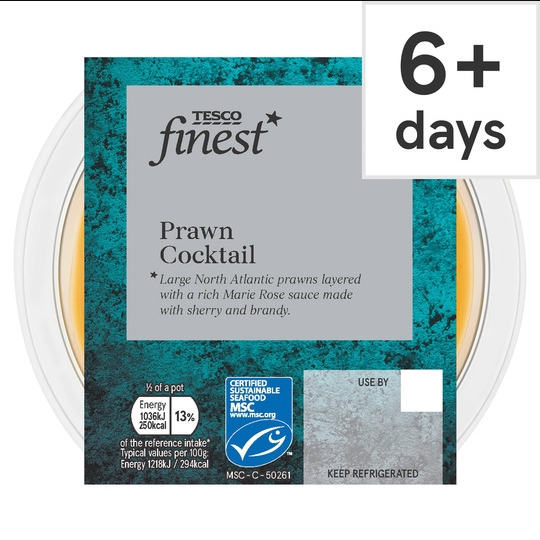 6+
days
TESCO
finest*
Prawn
Cocktail
*Large North Atlantic prawns layered
with a rich Marie Rose sauce made
with sherry and brandy.
½ of a pot
Energy
1036kJ
250kcal
13%
of the reference intake*
Typical values per 100g:
Energy 1218kJ / 294kcal
CERTIFIED
SUSTAINABLE
SEAFOOD
MSC
www.msc.org
TM
MSC-C-50261
USE BY
KEEP REFRIGERATED